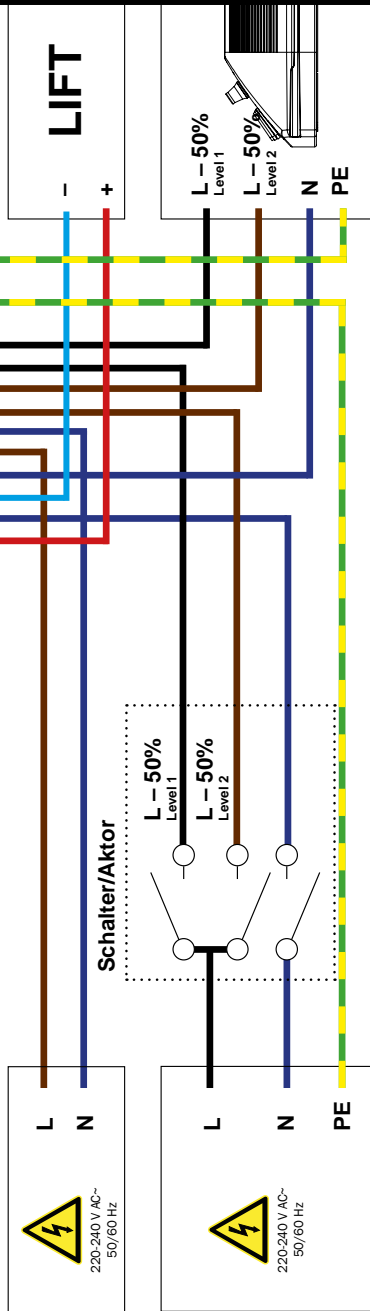 LIFT
–
+
L – 50%
Level 1
L – 50%
Level 2
N
PE
Schalter/Aktor
L – 50%
Level 1
L – 50%
Level 2
220-240 V AC~
50/60 Hz
L
N
220-240 V AC~
50/60 Hz
L
N
PE